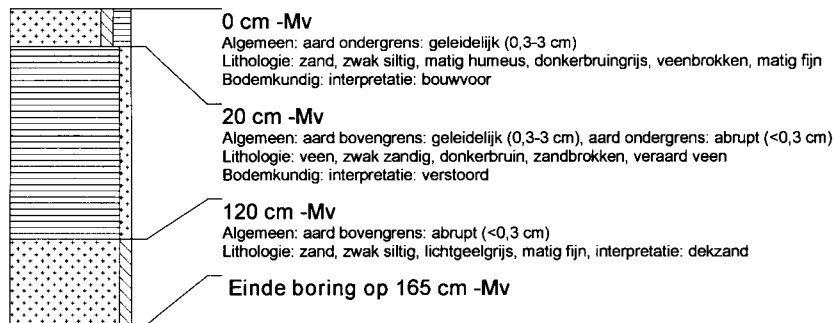 0 cm -Mv
Algemeen: aard ondergrens: geleidelijk (0,3-3 cm)
Lithologie: zand, zwak siltig, matig humeus, donkerbruingrijs, veenbrokken, matig fijn
Bodemkundig: interpretatie: bouwvoor
20 cm -Mv
Algemeen: aard bovengrens: geleidelijk (0,3-3 cm), aard ondergrens: abrupt (<0,3 cm)
Lithologie: veen, zwak zandig, donkerbruin, zandbrokken, veraard veen
Bodemkundig: interpretatie: verstoord
120 cm -Mv
Algemeen: aard bovengrens: abrupt (<0,3 cm)
Lithologie: zand, zwak siltig, lichtgeelgrijs, matig fijn, interpretatie: dekzand
Einde boring op 165 cm -Mv